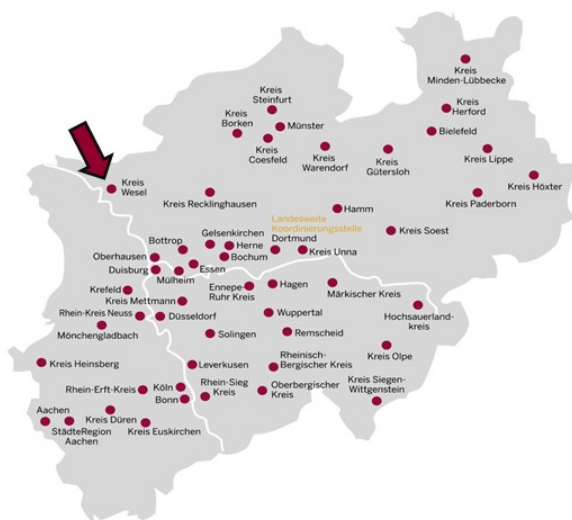 Kreis
Minden-Lübbecke
Kreis
Steinfurt
Kreis
Herford
Kreis
Borken
Münster
Bielefeld
Kreis
Coesfeld
Kreis
Warendorf
Kreis
Gütersloh
Kreis Lippe
Kreis Höxter
Kreis
Wesel
Kreis Recklinghausen
Kreis Paderborn
Hamm
Landesweite
Koordinierungsstelle
Dortmund
Kreis Soest
Gelsenkirchen
Bottrop
Herne
Kreis Unna
Oberhausen
Bochum
Duisburg
Essen
Mülheim
Krefeld
Ennepe-
Ruhr Kreis
Hagen
Märkischer Kreis
Kreis Mettmann
Hochsauerland-
kreis
Rhein-Kreis Neuss
Düsseldorf
Wuppertal
Mönchengladbach
Solingen
Remscheid
Kreis Olpe
Kreis Heinsberg
Leverkusen
Rheinisch-
Bergischer Kreis
Rhein-Erft-Kreis
Köln
Bonn
Rhein-Sieg
Kreis
Oberbergischer
Kreis
Kreis Siegen-
Wittgenstein
Aachen
StädteRegion
Aachen
Kreis Düren
Kreis Euskirchen